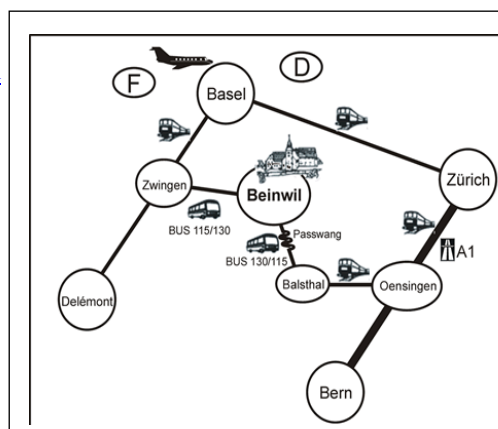 F
D
Basel
Zürich
Zwingen
Beinwil
BUS 115/130
Passwang
BUS 130/115
A1
Balsthal
Oensingen
Delémont
Bern